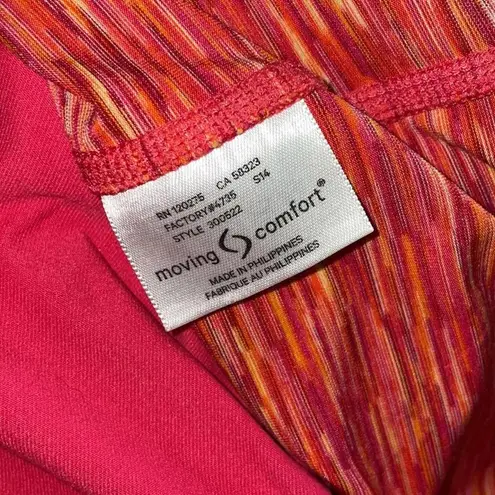 RN 120275 CA 58323
FACTORY#4735 S14
STYLE 300522
moving comfort®
MADE IN PHILIPPINES
FABRIQUE AU PHILIPPINES